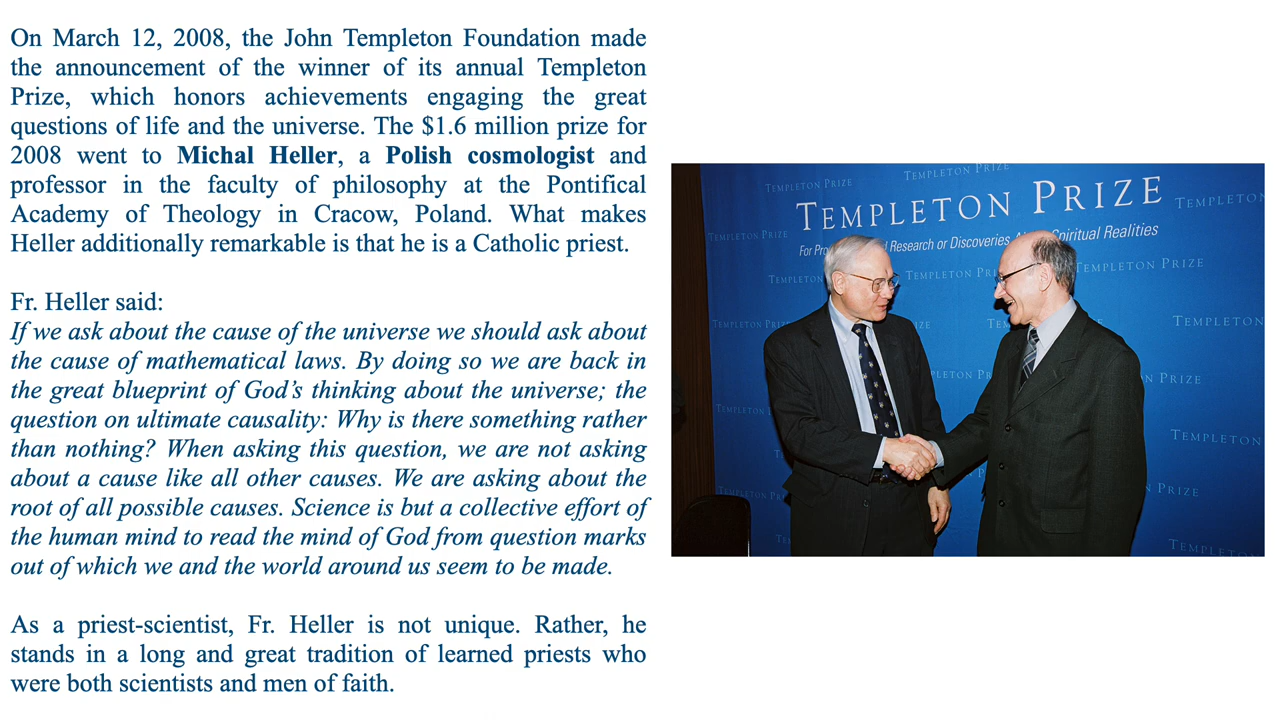 On March 12, 2008, the John Templeton Foundation made
the announcement of the winner of its annual Templeton
Prize, which honors achievements engaging the great
questions of life and the universe. The $1.6 million prize for
2008 went to Michal Heller, a Polish cosmologist and
professor in the faculty of philosophy at the Pontifical
Academy of Theology in Cracow, Poland. What makes
Heller additionally remarkable is that he is a Catholic priest.
Fr. Heller said:
If we ask about the cause of the universe we should ask about
the cause of mathematical laws. By doing so we are back in
the great blueprint of God’s thinking about the universe; the
question on ultimate causality: Why is there something rather
than nothing? When asking this question, we are not asking
about a cause like all other causes. We are asking about the
root of all possible causes. Science is but a collective effort of
the human mind to read the mind of God from question marks
out of which we and the world around us seem to be made.
As a priest-scientist, Fr. Heller is not unique. Rather, he
stands in a long and great tradition of learned priests who
were both scientists and men of faith.
TEMPLETON PRIZE
TEMPLETON PRIZE
TEMPLETON PRIZE
TEMPLETON
TEMPLETON PRIZE
For Research or Discoveries Spiritual Realities
TEMPLETON
TEMPLETON
TEMPLETON PRIZE
TEMPLETON
TEMPLETON
PRIZE
PRIZE
TEMPLETON
TEMPLETON
PRIZE
TEMPLETON
TEMPLETON